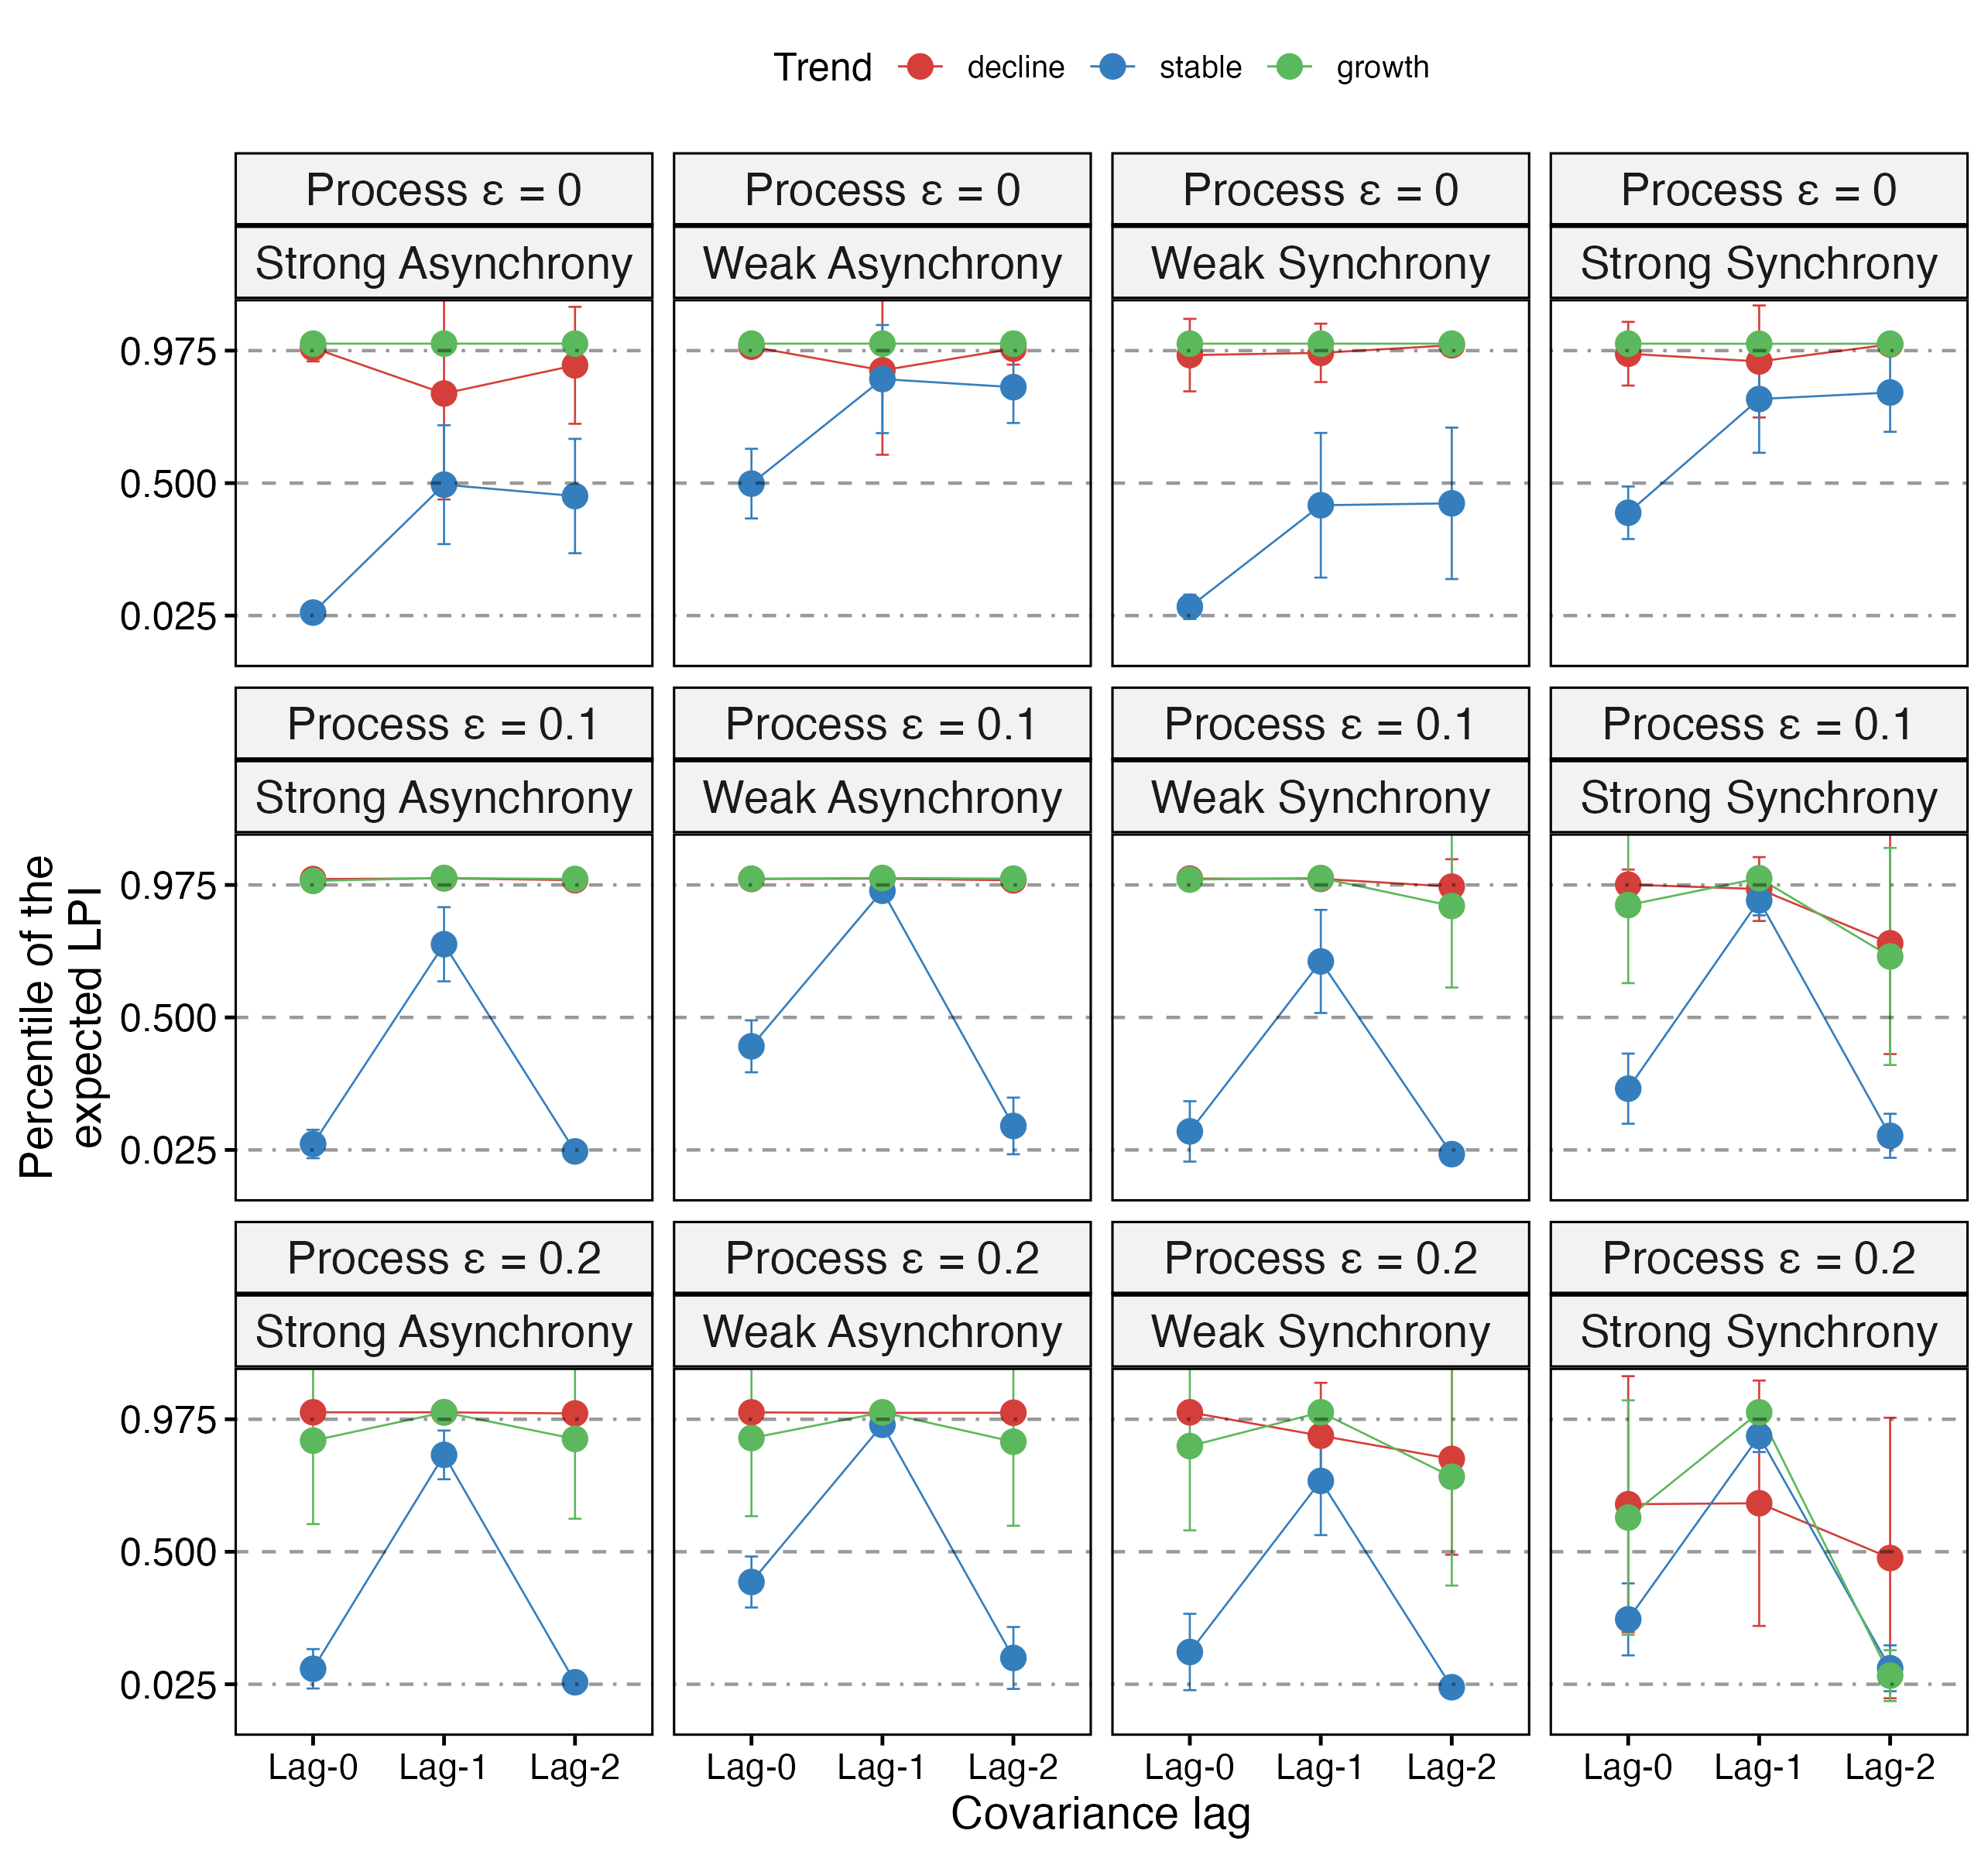 Trend decline stable growth
Process ε = 0 Process ε = 0 Process ε = 0 Process ε = 0
Strong Asynchrony Weak Asynchrony Weak Synchrony Strong Synchrony
0.975
0.500
0.025
Process ε = 0.1 Process ε = 0.1 Process ε = 0.1 Process ε = 0.1
Strong Asynchrony Weak Asynchrony Weak Synchrony Strong Synchrony
0.975
0.500
0.025
Process ε = 0.2 Process ε = 0.2 Process ε = 0.2 Process ε = 0.2
Strong Asynchrony Weak Asynchrony Weak Synchrony Strong Synchrony
0.975
0.500
0.025
Lag-0 Lag-1 Lag-2 Lag-0 Lag-1 Lag-2 Lag-0 Lag-1 Lag-2 Lag-0 Lag-1 Lag-2
Covariance lag
Percentile of the
expected LPI